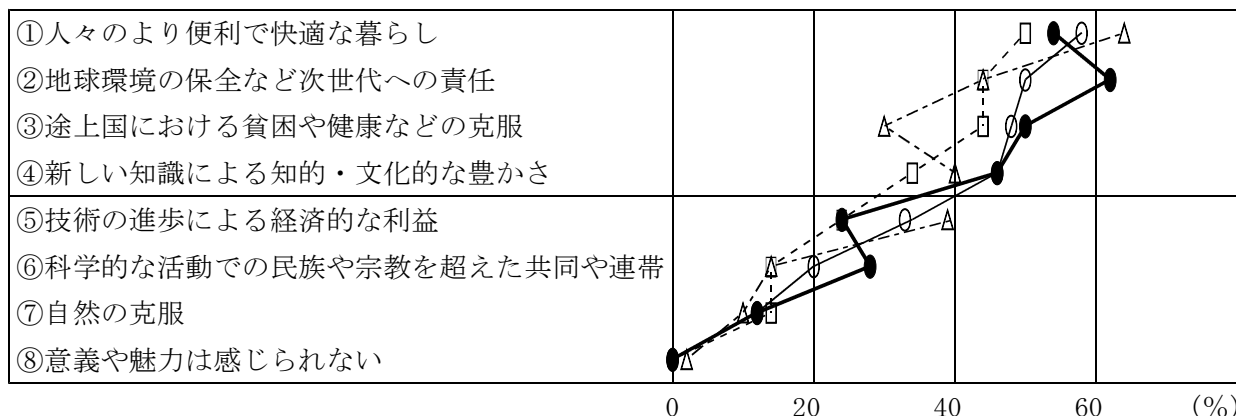 ①人々のより便利で快適な暮らし
②地球環境の保全など次世代への責任
③途上国における貧困や健康などの克服
④新しい知識による知的・文化的な豊かさ
⑤技術の進歩による経済的な利益
⑥科学的な活動での民族や宗教を超えた共同や連帯
⑦自然の克服
⑧意義や魅力は感じられない
0 20 40 60 (%)